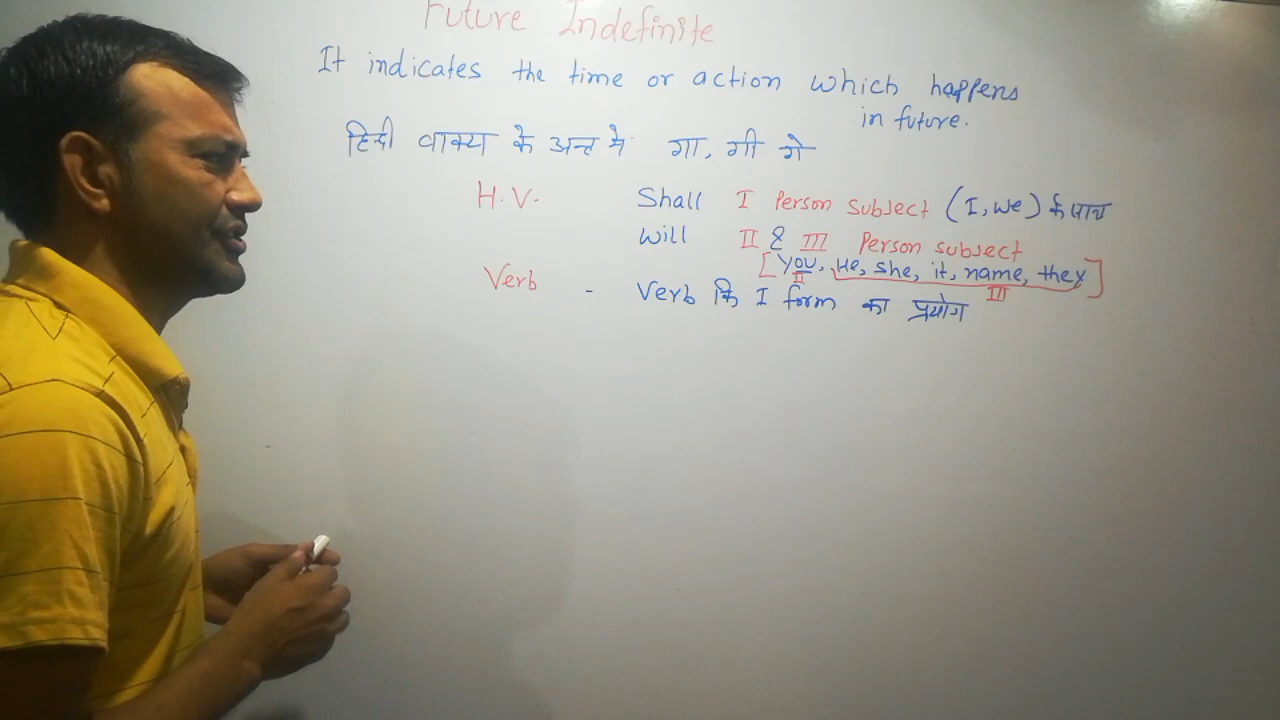 Future Indefinite
It indicates the time or action which happens
in future.
हिन्दी वाक्य के अन्त मे गा, गी गे
H.V. Shall I Person Subject (I, we) के साथ
Will II & III Person subject
[You, He, she, it, name, they]
II III
Verb - Verb कि I form का प्रयोग